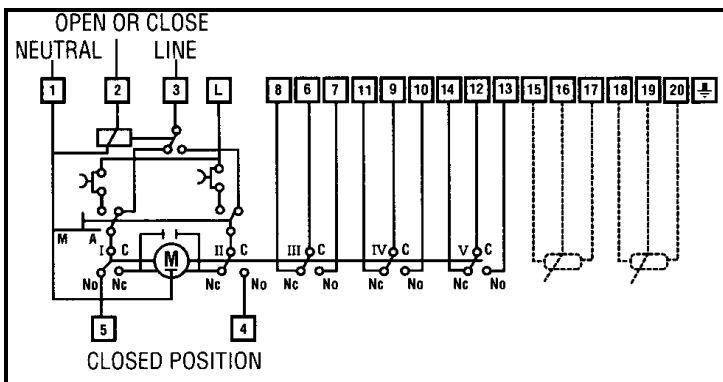 OPEN OR CLOSE
NEUTRAL LINE
1 2 3 L 8 6 7 11 9 10 14 12 13 15 16 17 18 19 20
M A I C M II C III C IV C V C
No Nc Nc No Nc No Nc No Nc No
5 4
CLOSED POSITION